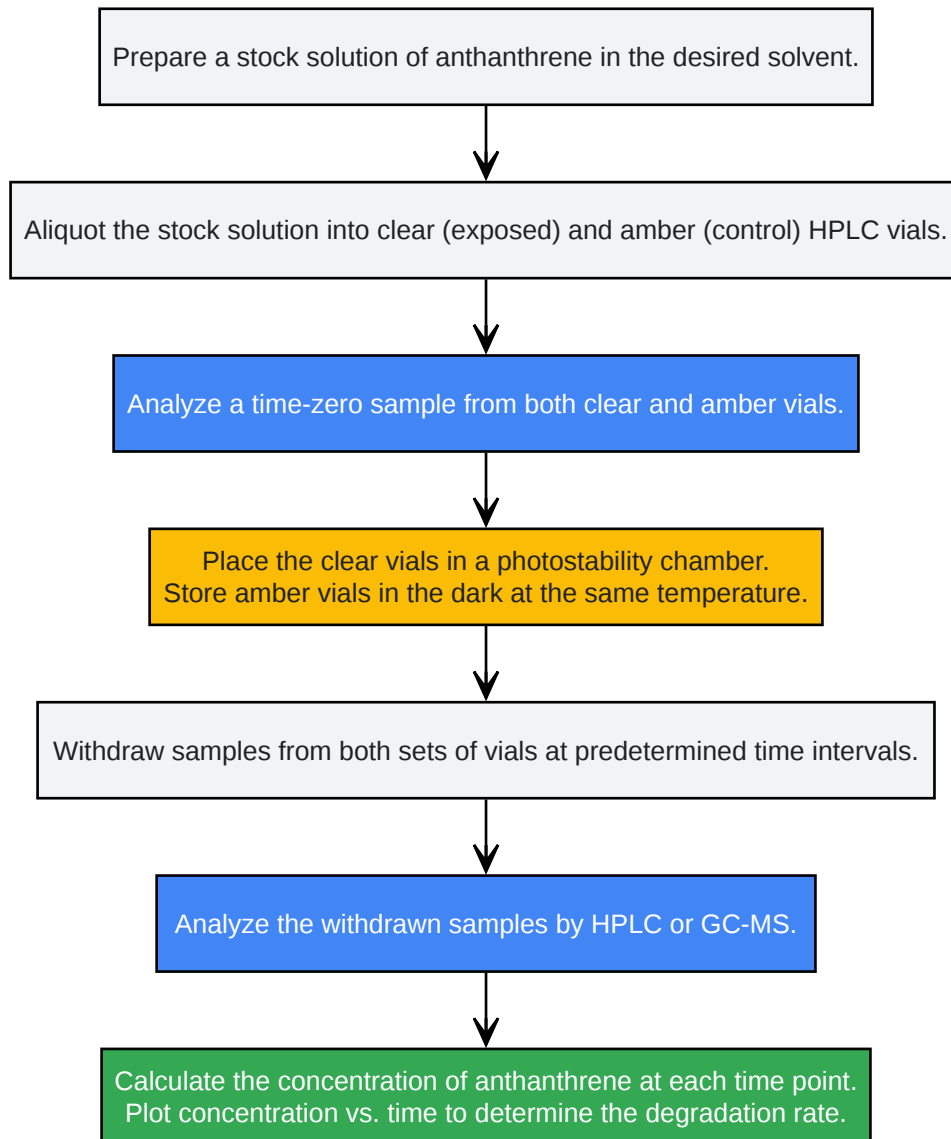 Prepare a stock solution of anthanthrene in the desired solvent.
Aliquot the stock solution into clear (exposed) and amber (control) HPLC vials.
Analyze a time-zero sample from both clear and amber vials.
Place the clear vials in a photostability chamber.
Store amber vials in the dark at the same temperature.
Withdraw samples from both sets of vials at predetermined time intervals.
Analyze the withdrawn samples by HPLC or GC-MS.
Calculate the concentration of anthanthrene at each time point.
Plot concentration vs. time to determine the degradation rate.